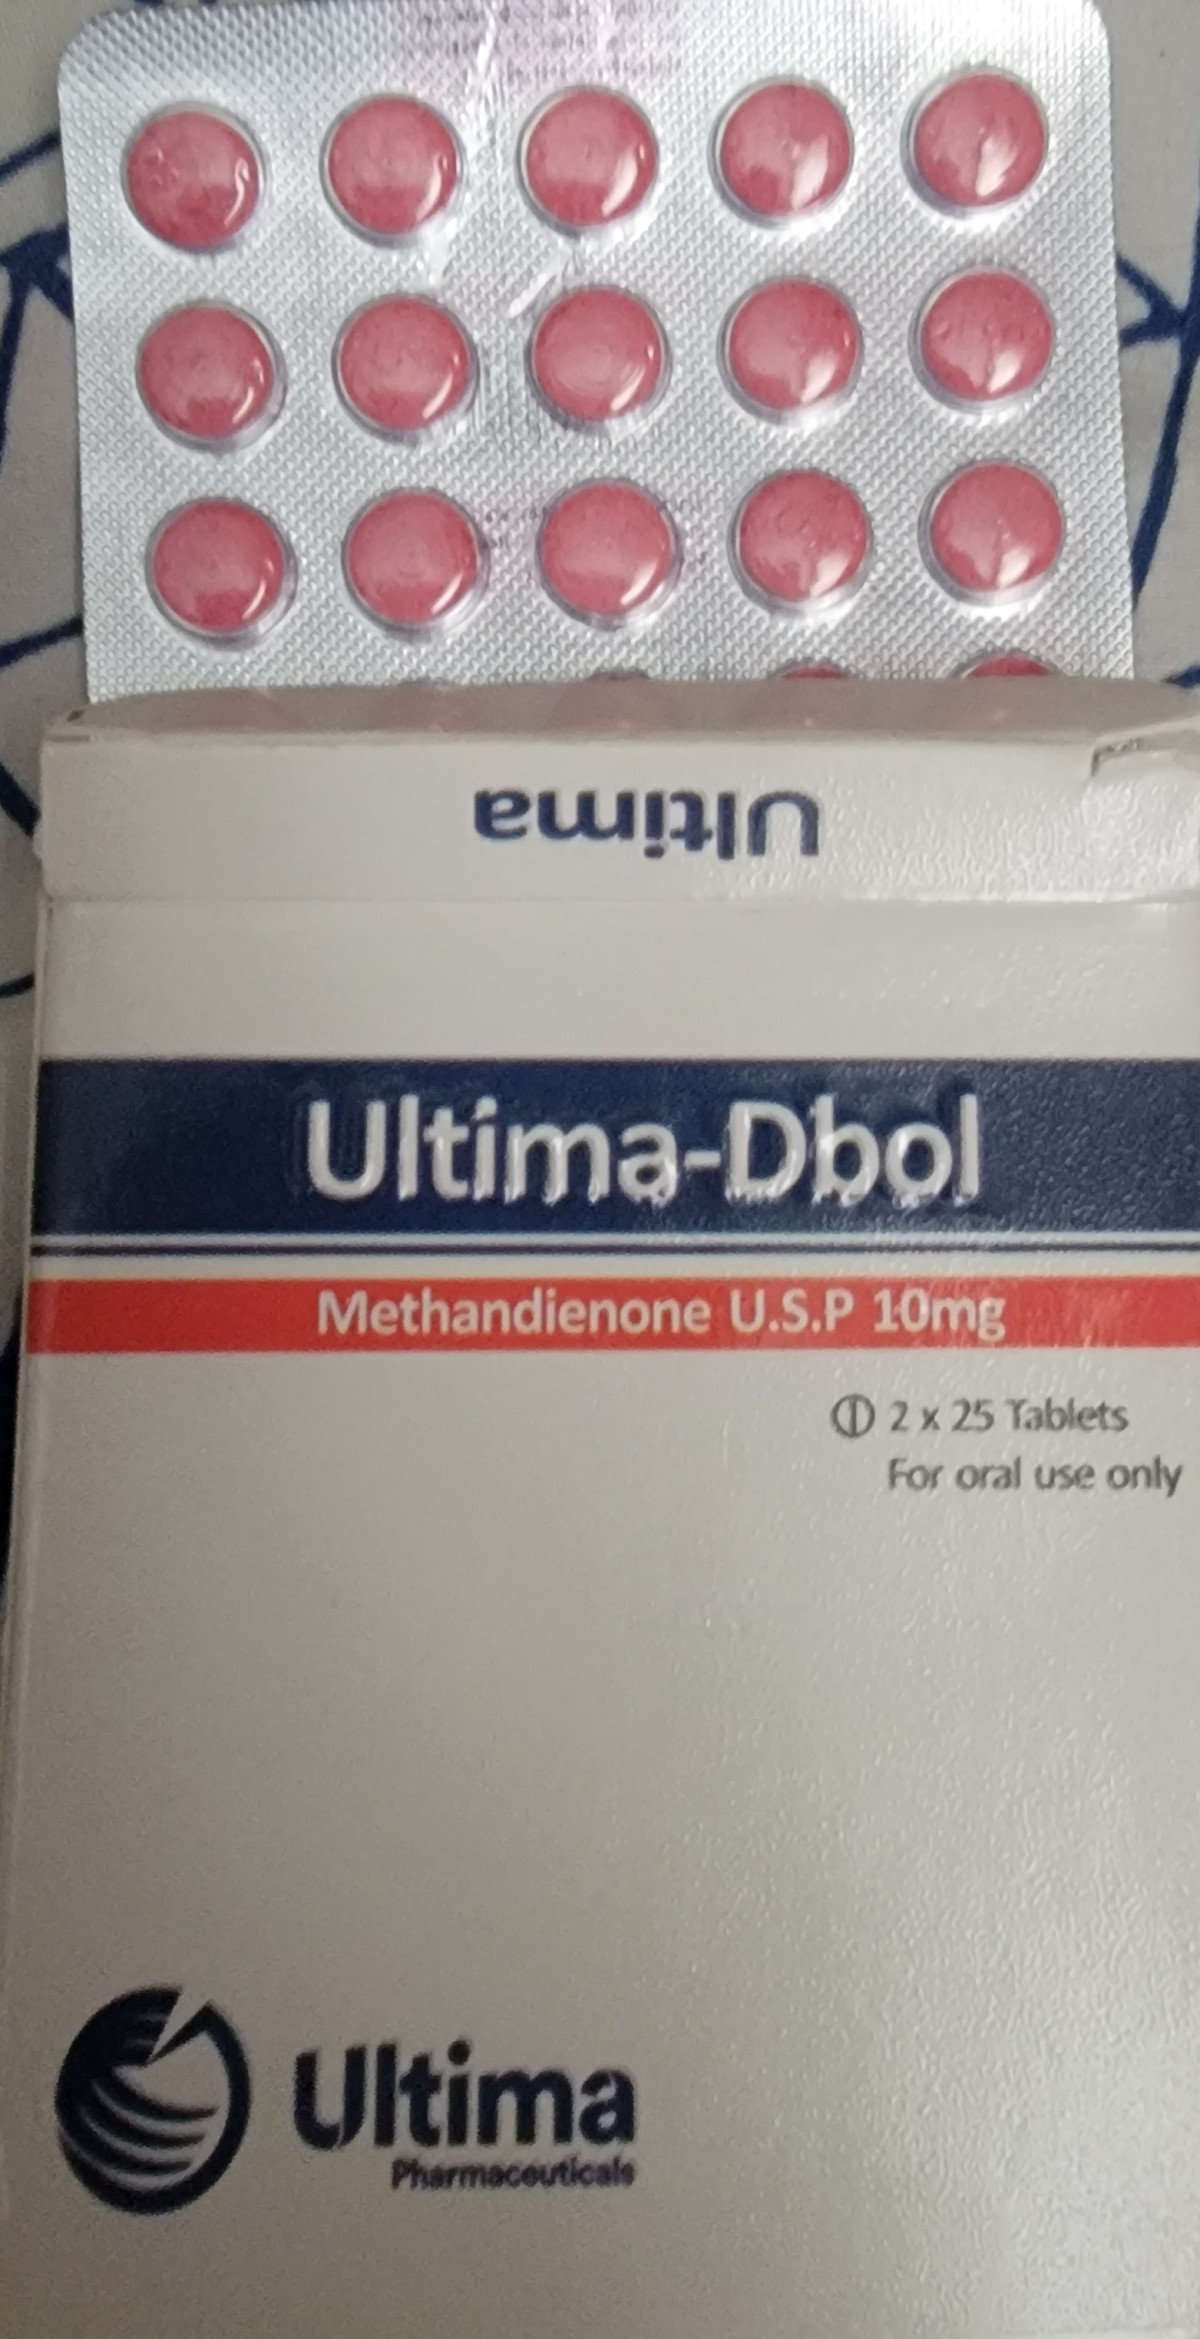 Ultima
Ultima-Dbol
Methandienone U.S.P 10mg
2 x 25 Tablets
For oral use only
Ultima
Pharmaceuticals